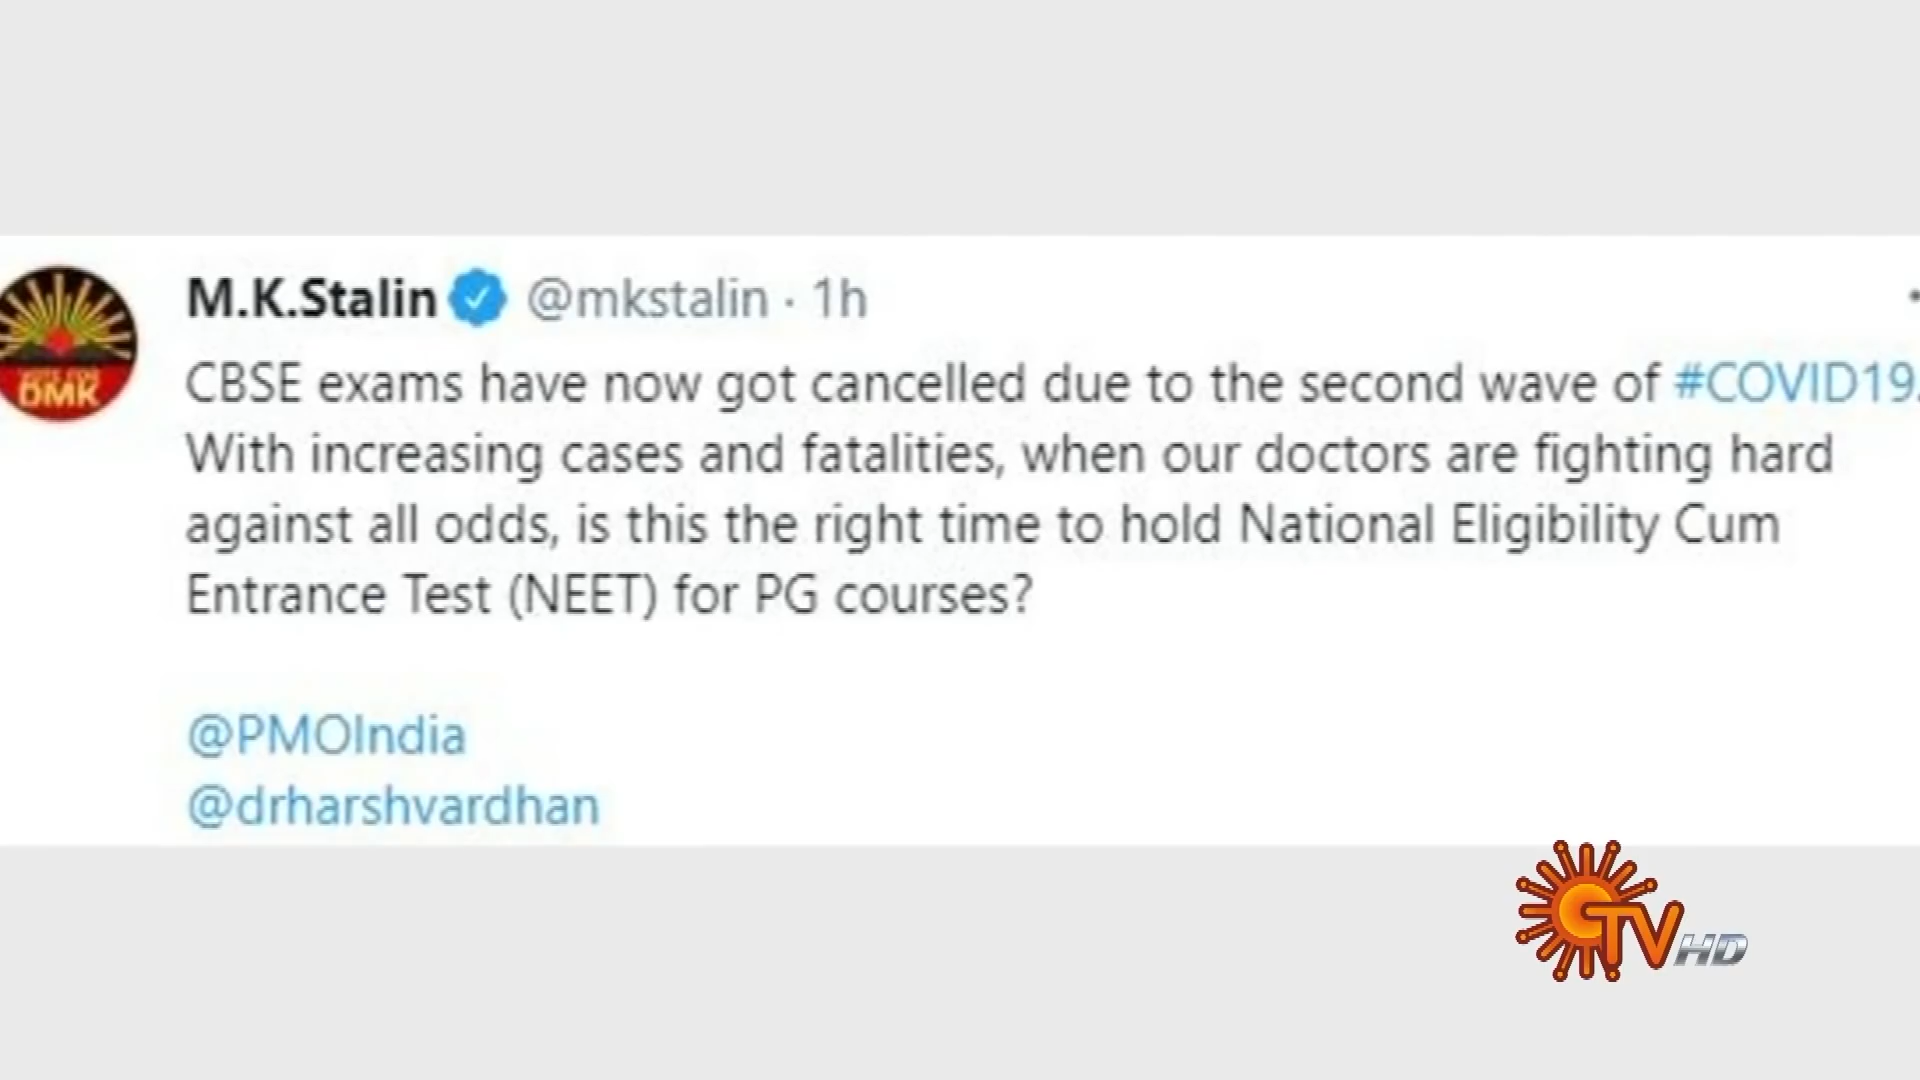 M.K.Stalin @mkstalin · 1h
CBSE exams have now got cancelled due to the second wave of #COVID19.
With increasing cases and fatalities, when our doctors are fighting hard
against all odds, is this the right time to hold National Eligibility Cum
Entrance Test (NEET) for PG courses?
@PMOIndia
@drharshvardhan
VOTE FOR
DMK
TV HD